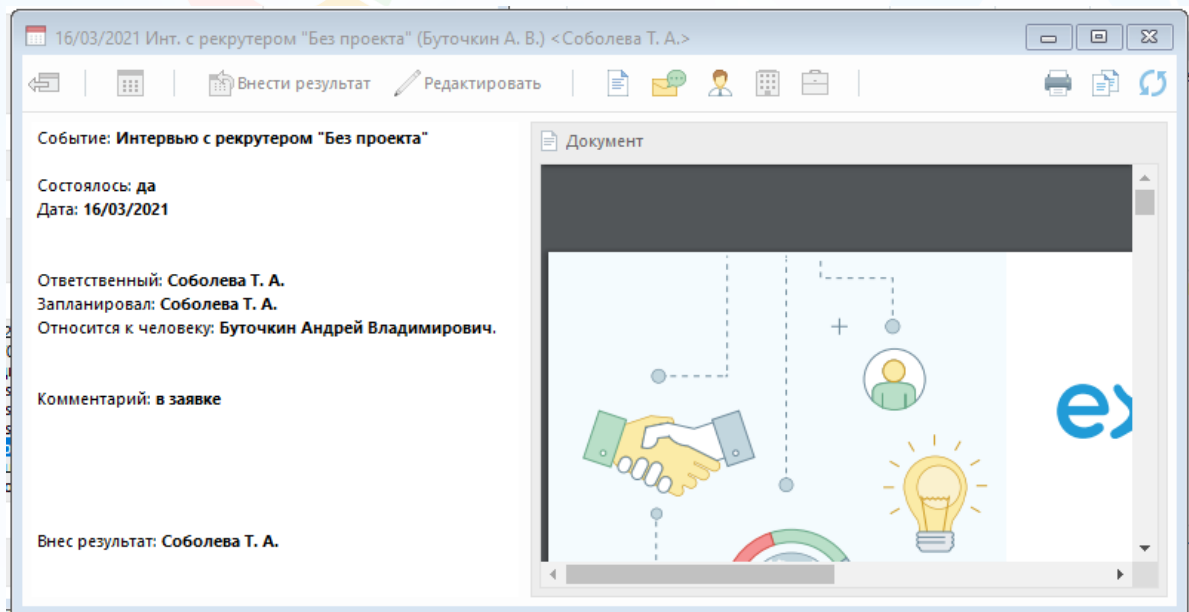 16/03/2021 Инт. с рекрутером "Без проекта" (Буточкин А. В.) <Соболева Т. А.>
Внести результат Редактировать
Событие: Интервью с рекрутером "Без проекта"
Документ
Состоялось: да
Дата: 16/03/2021
Ответственный: Соболева Т. А.
Запланировал: Соболева Т. А.
Относится к человеку: Буточкин Андрей Владимирович.
Комментарий: в заявке
Внес результат: Соболева Т. А.